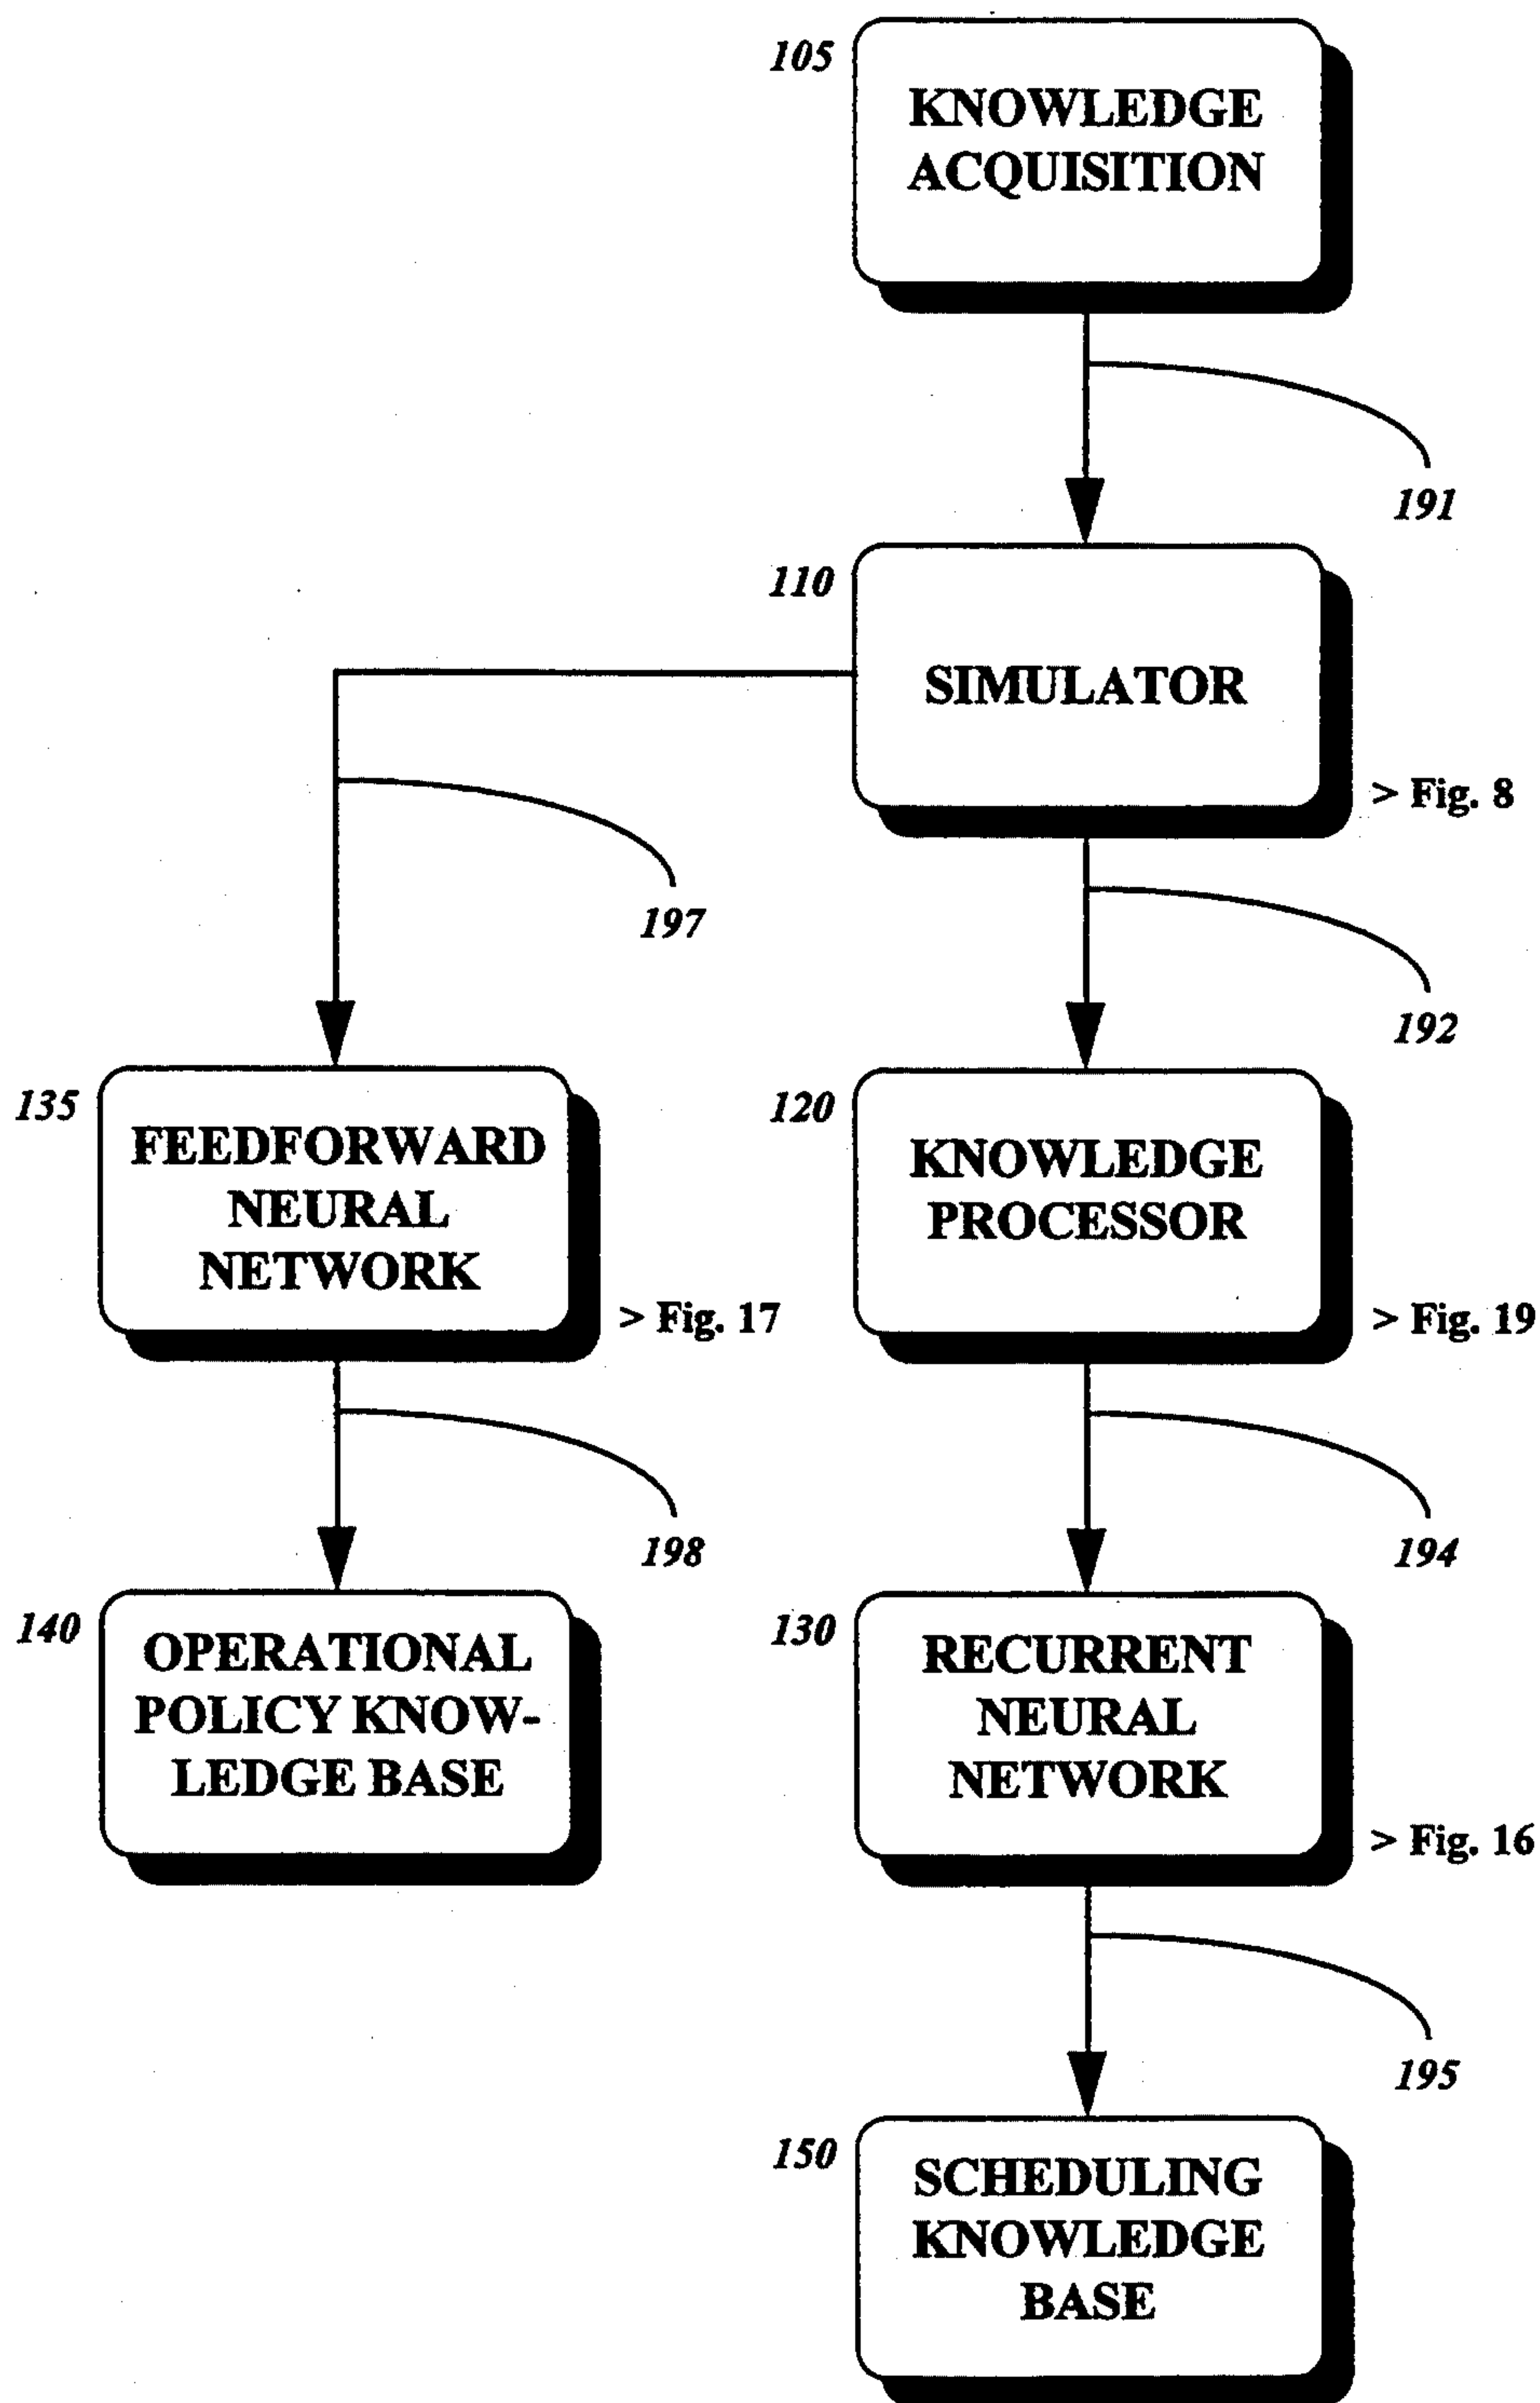 105
KNOWLEDGE
ACQUISITION
191
110
SIMULATOR
> Fig. 8
197
192
135
FEEDFORWARD
NEURAL
NETWORK
> Fig. 17
120
KNOWLEDGE
PROCESSOR
> Fig. 19
198
194
140
OPERATIONAL
POLICY KNOW-
LEDGE BASE
130
RECURRENT
NEURAL
NETWORK
> Fig. 16
195
150
SCHEDULING
KNOWLEDGE
BASE